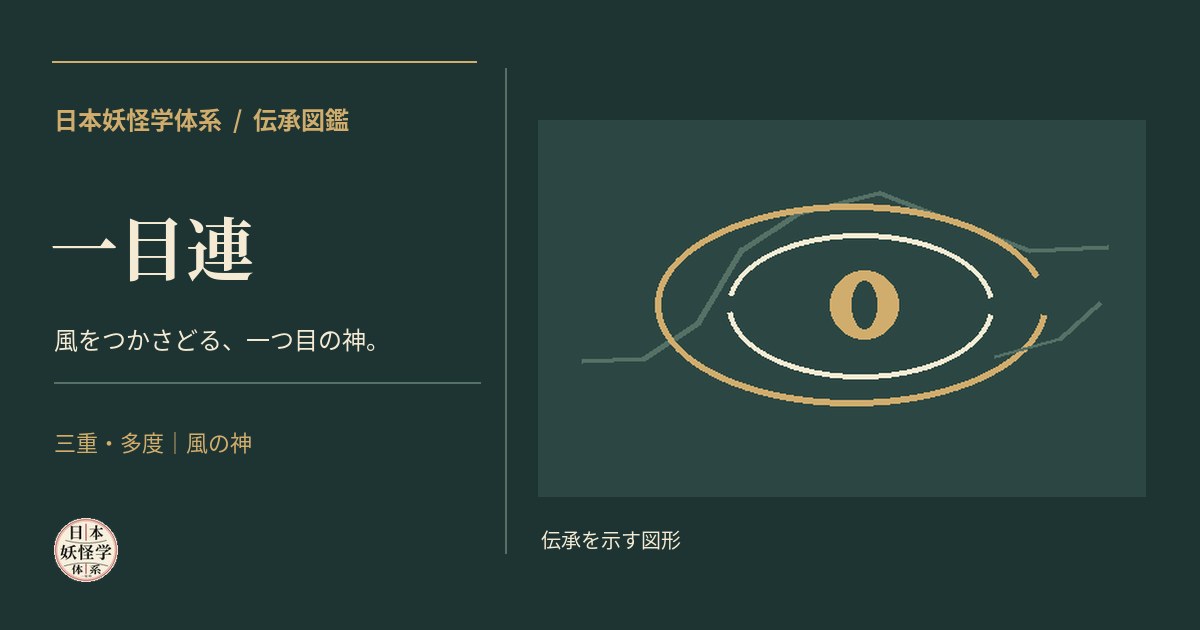 日本妖怪学体系 / 伝承図鑑
一目連
風をつかさどる、一つ目の神。
三重・多度｜風の神
日本
妖怪学
体系
伝承を示す図形